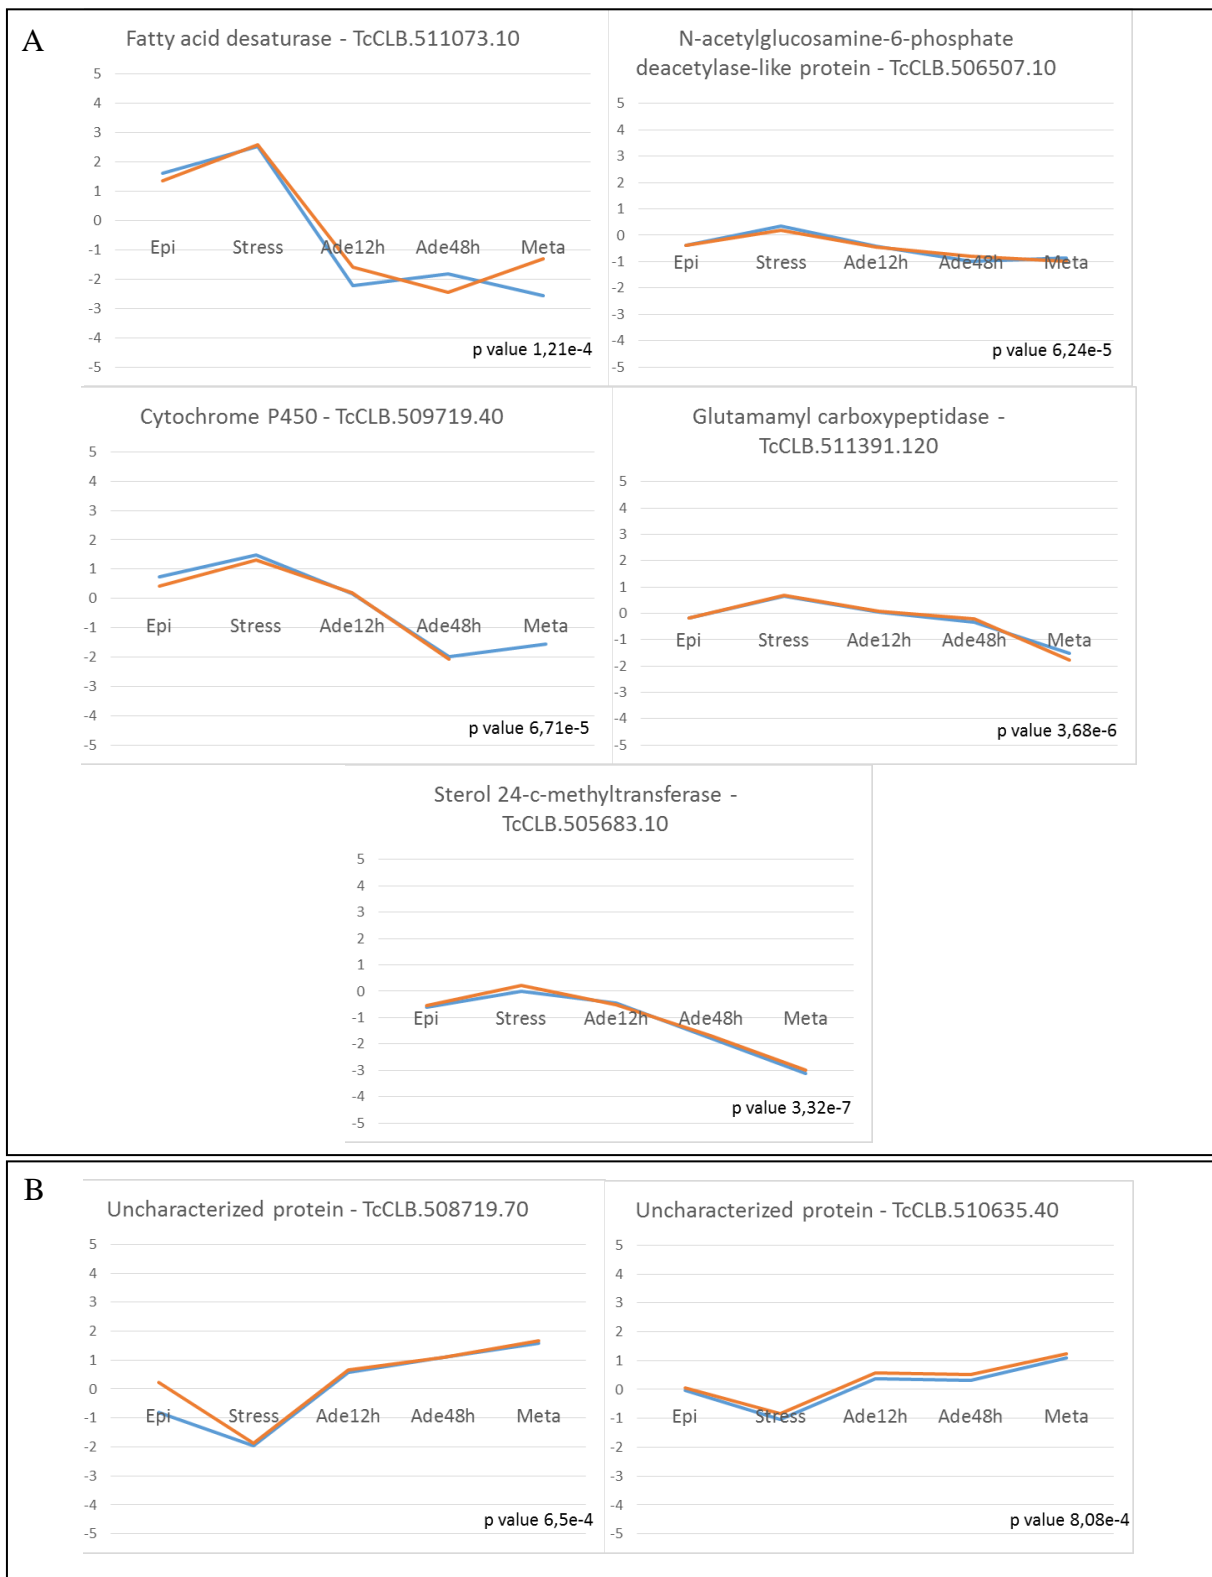 A
Fatty acid desaturase - TcCLB.511073.10
5
4
3
2
1
0
-1
-2
-3
-4
-5
Epi Stress Ade12h Ade48h Meta
p value 1,21e-4
N-acetylglucosamine-6-phosphate
deacetylase-like protein - TcCLB.506507.10
5
4
3
2
1
0
-1
-2
-3
-4
-5
Epi Stress Ade12h Ade48h Meta
p value 6,24e-5
Cytochrome P450 - TcCLB.509719.40
5
4
3
2
1
0
-1
-2
-3
-4
-5
Epi Stress Ade12h Ade48h Meta
p value 6,71e-5
Glutamamyl carboxypeptidase -
TcCLB.511391.120
5
4
3
2
1
0
-1
-2
-3
-4
-5
Epi Stress Ade12h Ade48h Meta
p value 3,68e-6
Sterol 24-c-methyltransferase -
TcCLB.505683.10
5
4
3
2
1
0
-1
-2
-3
-4
-5
Epi Stress Ade12h Ade48h Meta
p value 3,32e-7
B
Uncharacterized protein - TcCLB.508719.70
5
4
3
2
1
0
-1
-2
-3
-4
-5
Epi Stress Ade12h Ade48h Meta
p value 6,5e-4
Uncharacterized protein - TcCLB.510635.40
5
4
3
2
1
0
-1
-2
-3
-4
-5
Epi Stress Ade12h Ade48h Meta
p value 8,08e-4